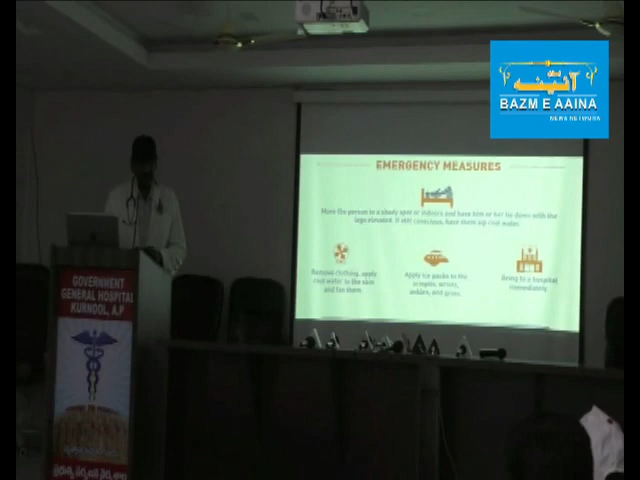 آئینہ
BAZM E AAINA
NEWS NETWORK
EMERGENCY MEASURES
Move the person to a shady spot or indoors and have him or her lie down with the
legs elevated. If still conscious, have them sip cool water.
Remove clothing, apply
cool water to the skin
and fan them.
Apply ice packs to the
armpits, wrists,
ankles, and groin.
Bring to a hospital
immediately.
GOVERNMENT
GENERAL HOSPITAL
KURNOOL, A.P